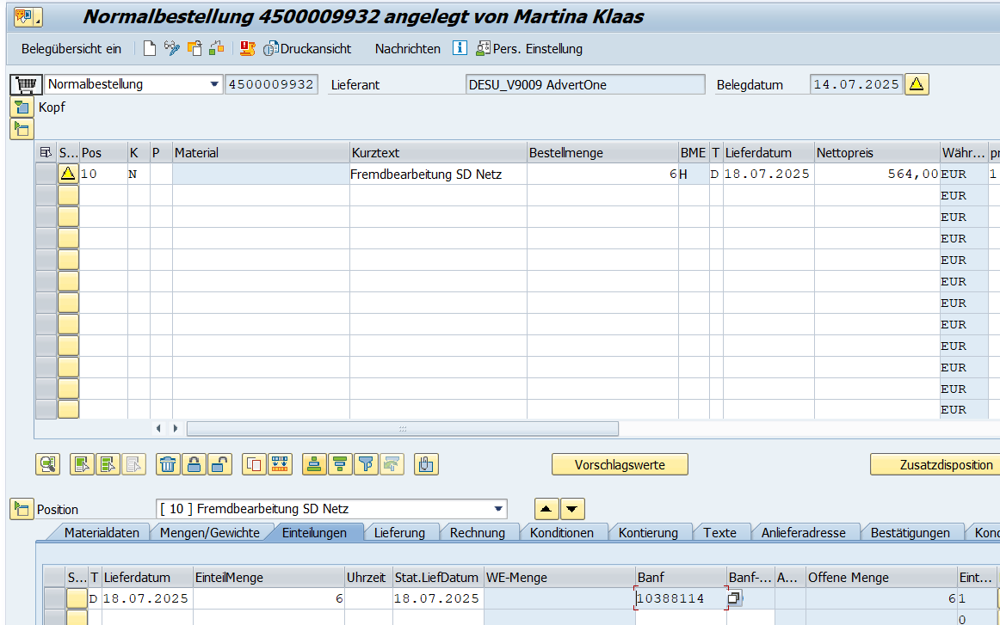 Normalbestellung 4500009932 angelegt von Martina Klaas
Belegübersicht ein Druckansicht Nachrichten Pers. Einstellung
Normalbestellung 4500009932 Lieferant DESU_V9009 AdvertOne Belegdatum 14.07.2025
Kopf
S... Pos K P Material Kurztext Bestellmenge BME T Lieferdatum Nettopreis Währ... pr
10 N Fremdbearbeitung SD Netz 6 H D 18.07.2025 564,00 EUR 1
EUR
EUR
EUR
EUR
EUR
EUR
EUR
EUR
EUR
EUR
EUR
Vorschlagswerte Zusatzdisposition
Position [ 10 ] Fremdbearbeitung SD Netz
Materialdaten Mengen/Gewichte Einteilungen Lieferung Rechnung Konditionen Kontierung Texte Anlieferadresse Bestätigungen Kond
S... T Lieferdatum EinteilMenge Uhrzeit Stat.LiefDatum WE-Menge Banf Banf-... A... Offene Menge Eint...
D 18.07.2025 6 18.07.2025 10388114 6 1
0